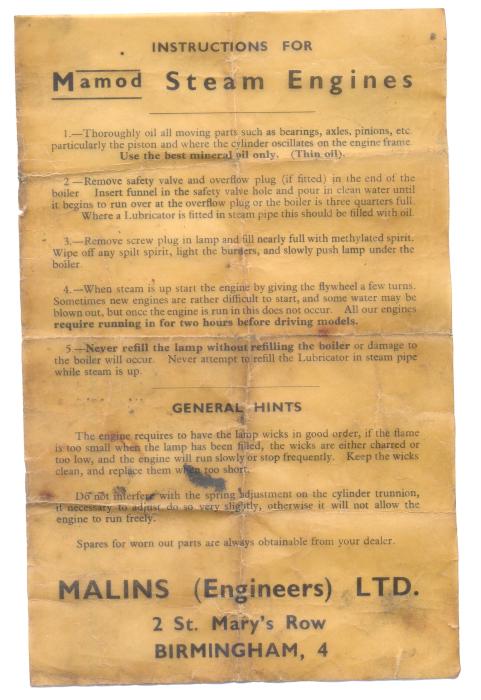 INSTRUCTIONS FOR
Mamod Steam Engines
1.—Thoroughly oil all moving parts such as bearings, axles, pinions, etc
particularly the piston and where the cylinder oscillates on the engine frame
Use the best mineral oil only. (Thin oil).
2—Remove safety valve and overflow plug (if fitted) in the end of the
boiler Insert funnel in the safety valve hole and pour in clean water until
it begins to run over at the overflow plug or the boiler is three quarters full
Where a Lubricator is fitted in steam pipe this should be filled with oil
3.—Remove screw plug in lamp and fill nearly full with methylated spirit.
Wipe off any spilt spirit, light the burners, and slowly push lamp under the
boiler
4.—When steam is up start the engine by giving the flywheel a few turns.
Sometimes new engines are rather difficult to start, and some water may be
blown out, but once the engine is run in this does not occur. All our engines
require running in for two hours before driving models.
5—Never refill the lamp without refilling the boiler or damage to
the boiler will occur. Never attempt to refill the Lubricator in steam pipe
while steam is up.
GENERAL HINTS
The engine requires to have the lamp wicks in good order, if the flame
is too small when the lamp has been filled, the wicks are either charred or
too low, and the engine will run slowly or stop frequently. Keep the wicks
clean, and replace them when too short.
Do not interfere with the spring adjustment on the cylinder trunnion,
if necessary to adjust do so very slightly, otherwise it will not allow the
engine to run freely.
Spares for worn out parts are always obtainable from your dealer.
MALINS (Engineers) LTD.
2 St. Mary's Row
BIRMINGHAM, 4